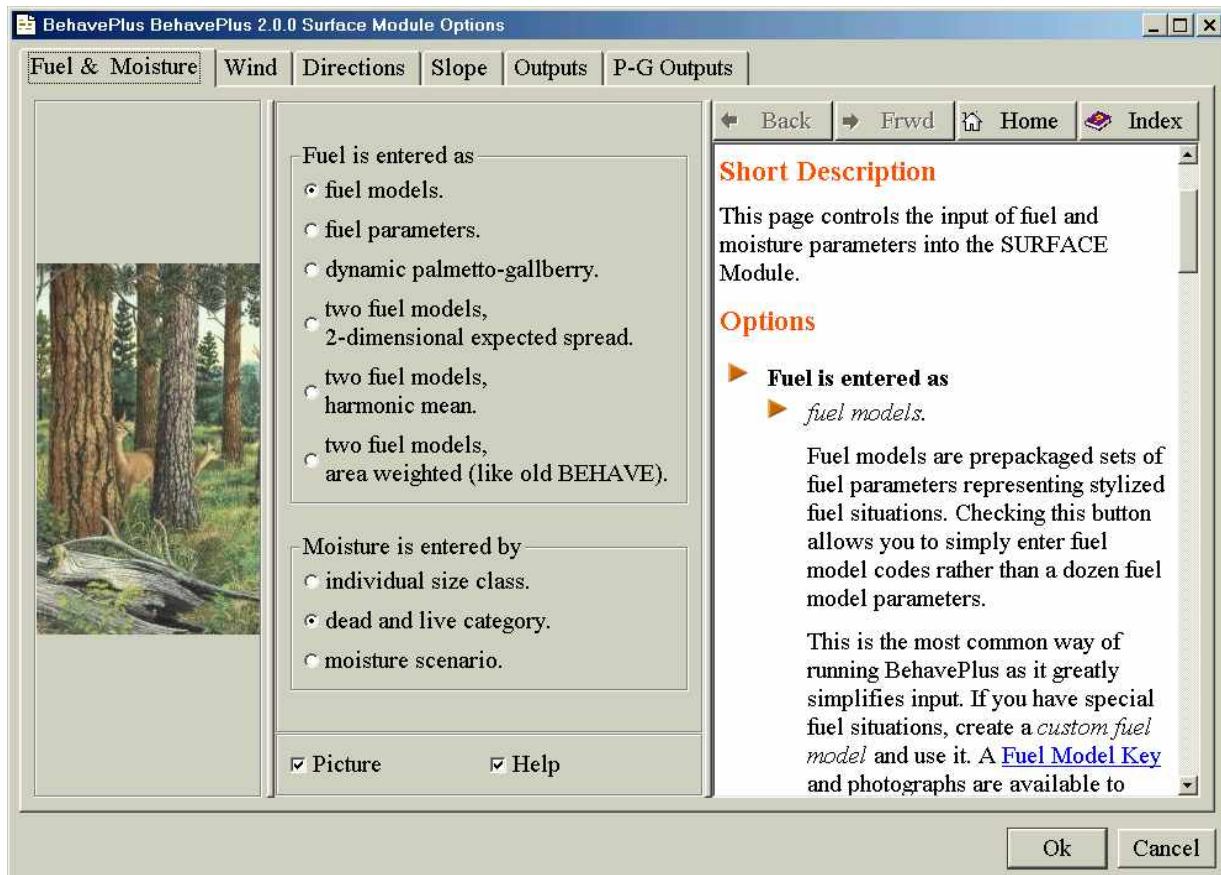 BehavePlus BehavePlus 2.0.0 Surface Module Options
Fuel & Moisture
Wind
Directions
Slope
Outputs
P-G Outputs
Fuel is entered as
fuel models.
fuel parameters.
dynamic palmetto-gallberry.
two fuel models,
2-dimensional expected spread.
two fuel models,
harmonic mean.
two fuel models,
area weighted (like old BEHAVE).
Moisture is entered by
individual size class.
dead and live category.
moisture scenario.
Picture
Help
Back
Frwd
Home
Index
Short Description
This page controls the input of fuel and
moisture parameters into the SURFACE
Module.
Options
Fuel is entered as
fuel models.
Fuel models are prepackaged sets of
fuel parameters representing stylized
fuel situations. Checking this button
allows you to simply enter fuel
model codes rather than a dozen fuel
model parameters.
This is the most common way of
running BehavePlus as it greatly
simplifies input. If you have special
fuel situations, create a custom fuel
model and use it. A Fuel Model Key
and photographs are available to
Ok
Cancel